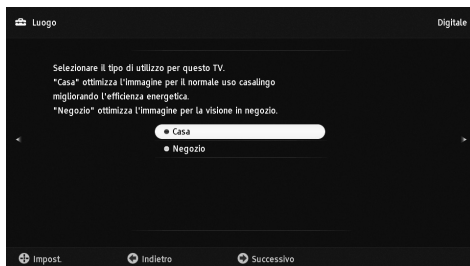 Luogo
Digitale
Selezionare il tipo di utilizzo per questo TV.
"Casa" ottimizza l'immagine per il normale uso casalingo
migliorando l'efficienza energetica.
"Negozio" ottimizza l'immagine per la visione in negozio.
Casa
Negozio
Impost. Indietro Successivo